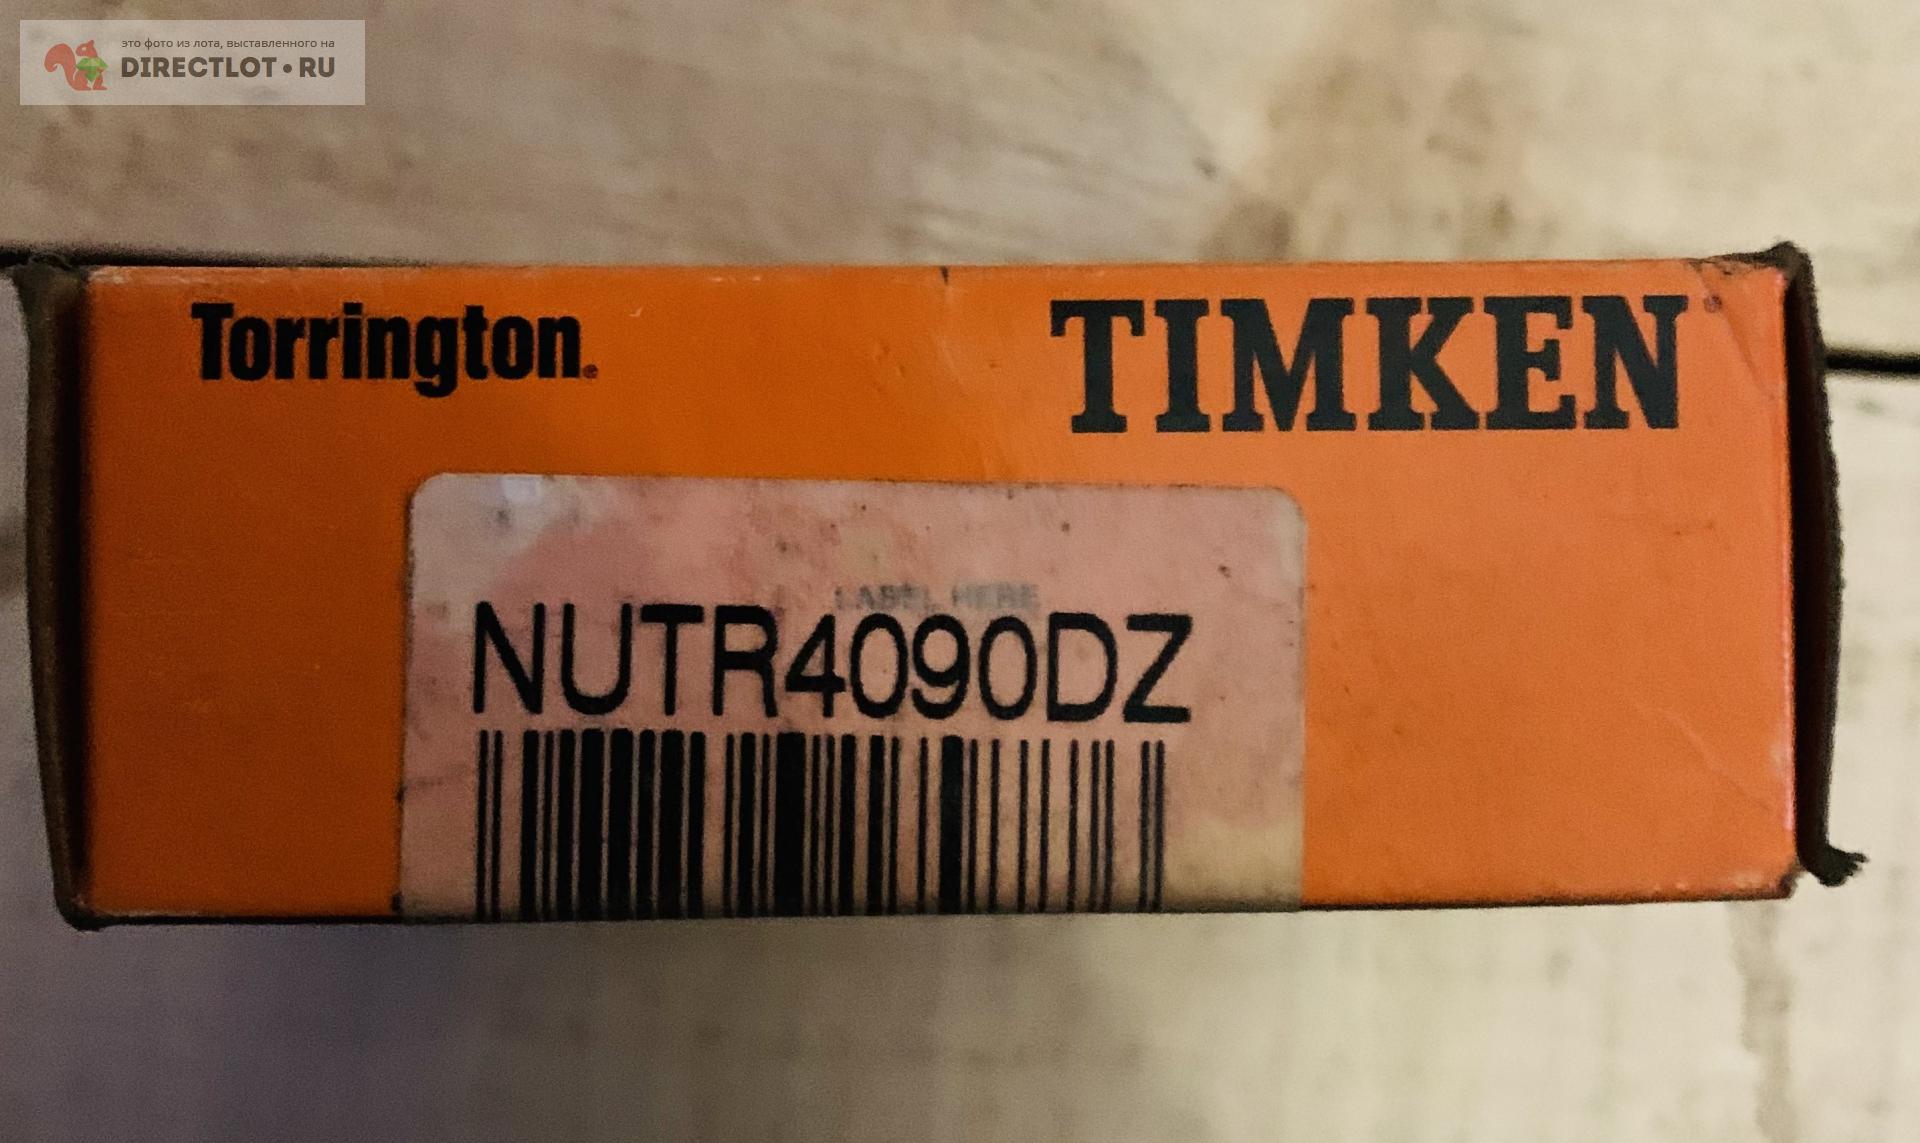 это фото из лота, выставленного на
DIRECTLOT•RU
Torrington®
TIMKEN®
LABEL HERE
NUTR4090DZ